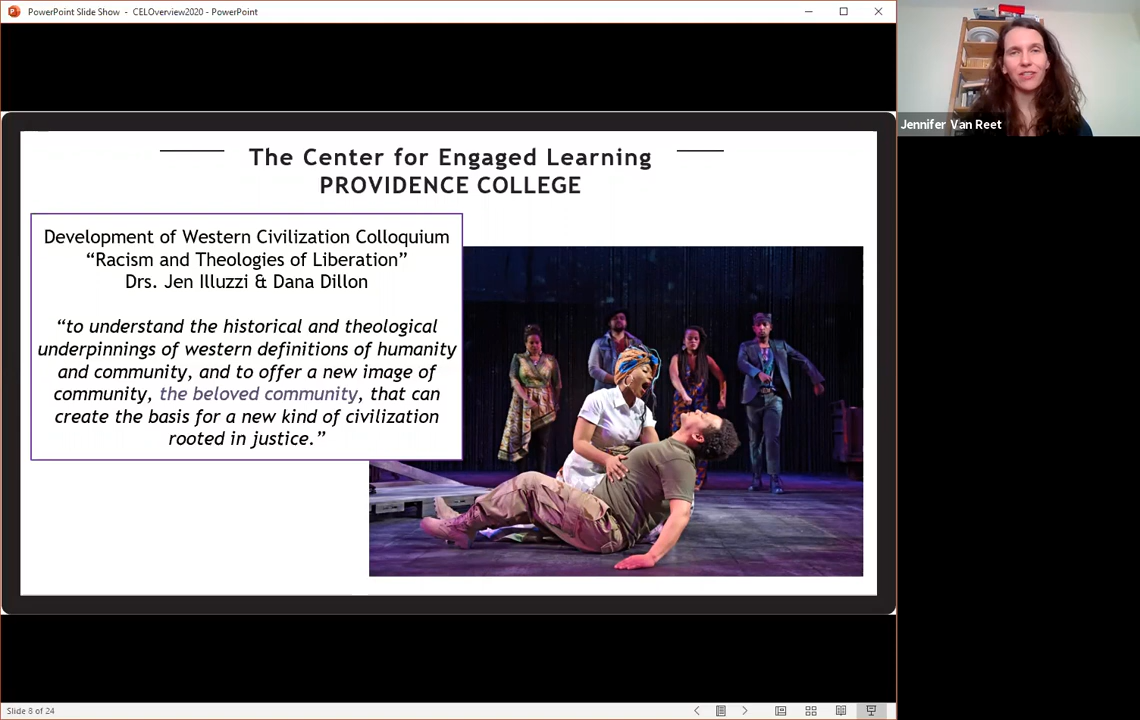 PowerPoint Slide Show - CELOverview2020 - PowerPoint
Jennifer Van Reet
The Center for Engaged Learning
PROVIDENCE COLLEGE
Development of Western Civilization Colloquium
“Racism and Theologies of Liberation”
Drs. Jen Illuzzi & Dana Dillon
“to understand the historical and theological
underpinnings of western definitions of humanity
and community, and to offer a new image of
community, the beloved community, that can
create the basis for a new kind of civilization
rooted in justice.”
Slide 8 of 24